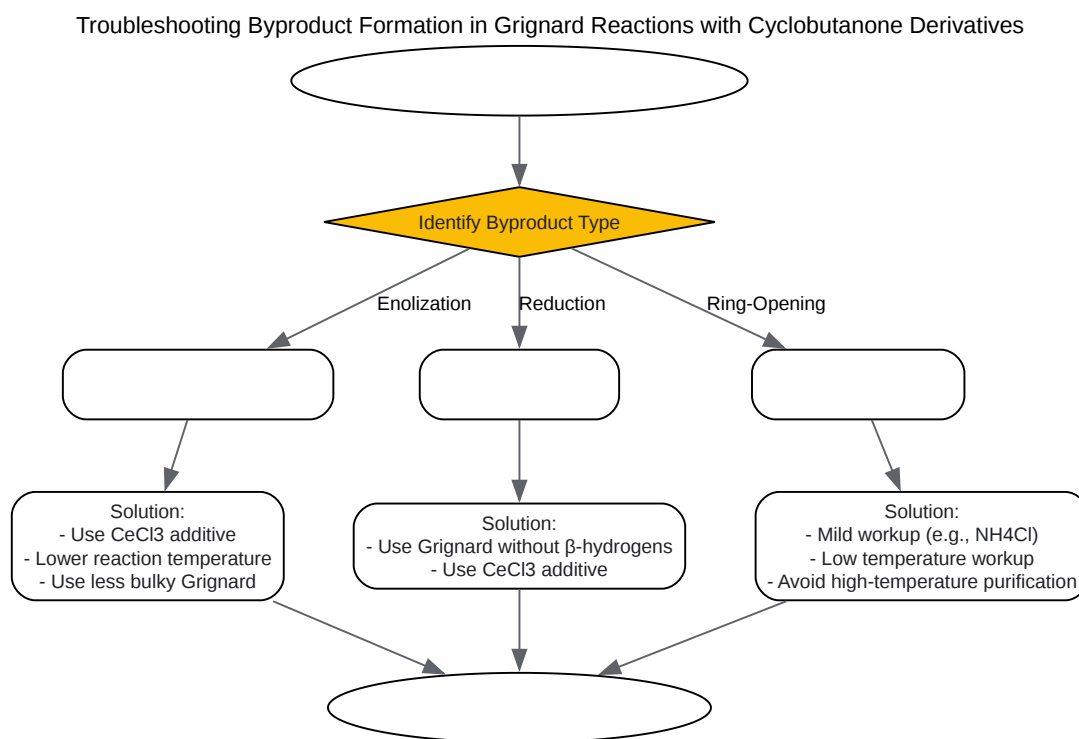 Troubleshooting Byproduct Formation in Grignard Reactions with Cyclobutanone Derivatives
Identify Byproduct Type
Enolization
Reduction
Ring-Opening
Solution:
- Use CeCl3 additive
- Lower reaction temperature
- Use less bulky Grignard
Solution:
- Use Grignard without β-hydrogens
- Use CeCl3 additive
Solution:
- Mild workup (e.g., NH4Cl)
- Low temperature workup
- Avoid high-temperature purification